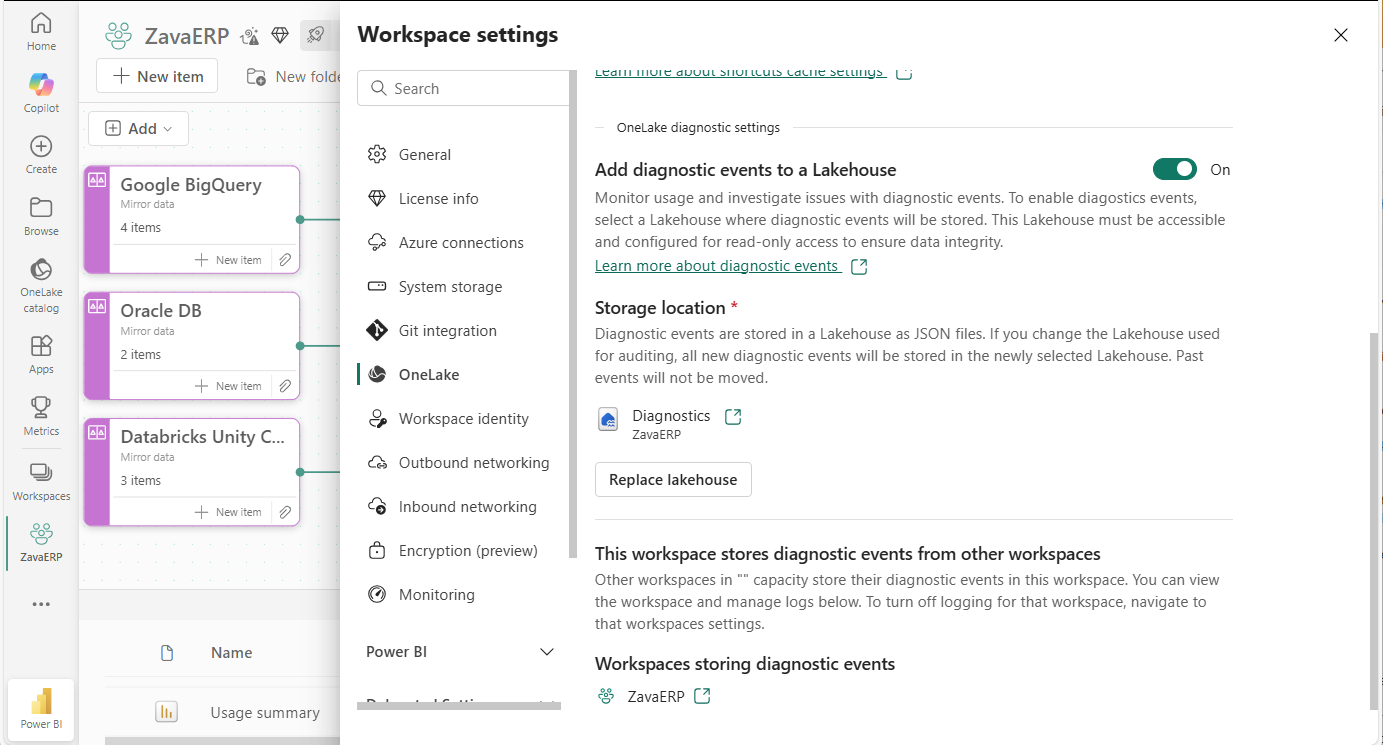 Home
Copilot
Create
Browse
OneLake
catalog
Apps
Metrics
Workspaces
ZavaERP
Power BI
ZavaERP
New item
New folde
Add
Google BigQuery
Mirror data
4 items
New item
Oracle DB
Mirror data
2 items
New item
Databricks Unity C...
Mirror data
3 items
New item
Name
Usage summary
Workspace settings
Search
General
License info
Azure connections
System storage
Git integration
OneLake
Workspace identity
Outbound networking
Inbound networking
Encryption (preview)
Monitoring
Power BI
Learn more about shortcuts cache settings
OneLake diagnostic settings
Add diagnostic events to a Lakehouse
On
Monitor usage and investigate issues with diagnostic events. To enable diagostics events,
select a Lakehouse where diagnostic events will be stored. This Lakehouse must be accessible
and configured for read-only access to ensure data integrity.
Learn more about diagnostic events
Storage location *
Diagnostic events are stored in a Lakehouse as JSON files. If you change the Lakehouse used
for auditing, all new diagnostic events will be stored in the newly selected Lakehouse. Past
events will not be moved.
Diagnostics
ZavaERP
Replace lakehouse
This workspace stores diagnostic events from other workspaces
Other workspaces in "" capacity store their diagnostic events in this workspace. You can view
the workspace and manage logs below. To turn off logging for that workspace, navigate to
that workspaces settings.
Workspaces storing diagnostic events
ZavaERP